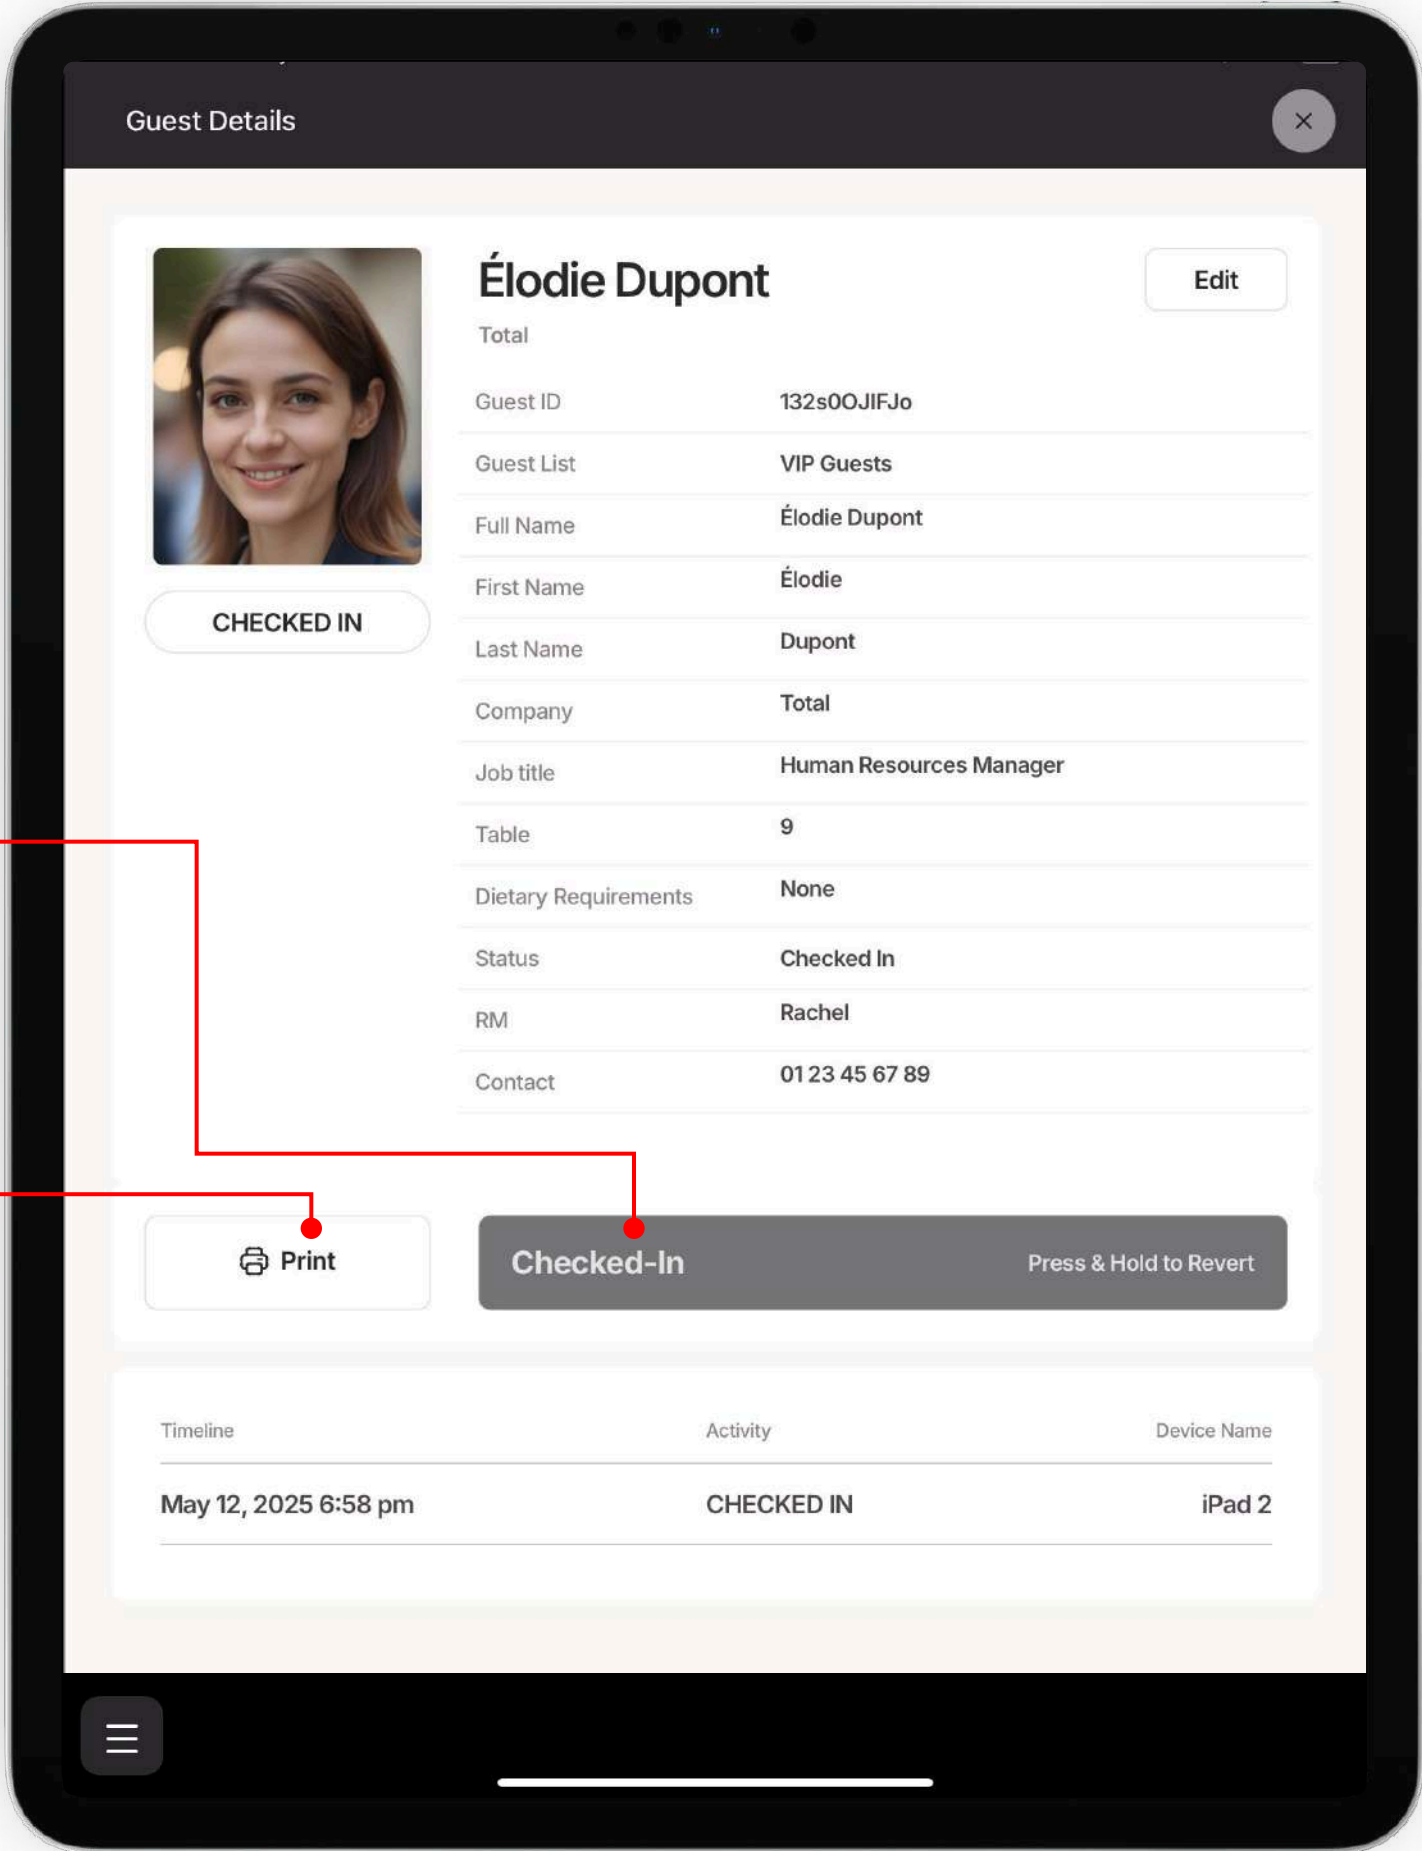 Guest Details
Élodie Dupont
Edit
Total
Guest ID 132s0OJIFJo
Guest List VIP Guests
Full Name Élodie Dupont
First Name Élodie
CHECKED IN
Last Name Dupont
Company Total
Job title Human Resources Manager
Table 9
Dietary Requirements None
Status Checked In
RM Rachel
Contact 01 23 45 67 89
Print
Checked-In Press & Hold to Revert
Timeline Activity Device Name
May 12, 2025 6:58 pm CHECKED IN iPad 2